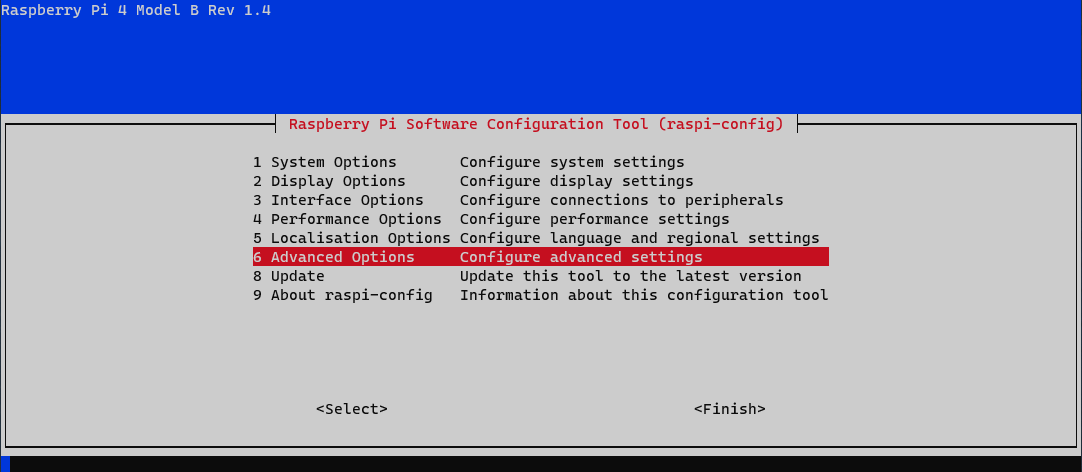 Raspberry Pi 4 Model B Rev 1.4
Raspberry Pi Software Configuration Tool (raspi-config)
1 System Options Configure system settings
2 Display Options Configure display settings
3 Interface Options Configure connections to peripherals
4 Performance Options Configure performance settings
5 Localisation Options Configure language and regional settings
6 Advanced Options Configure advanced settings
8 Update Update this tool to the latest version
9 About raspi-config Information about this configuration tool
<Select> <Finish>